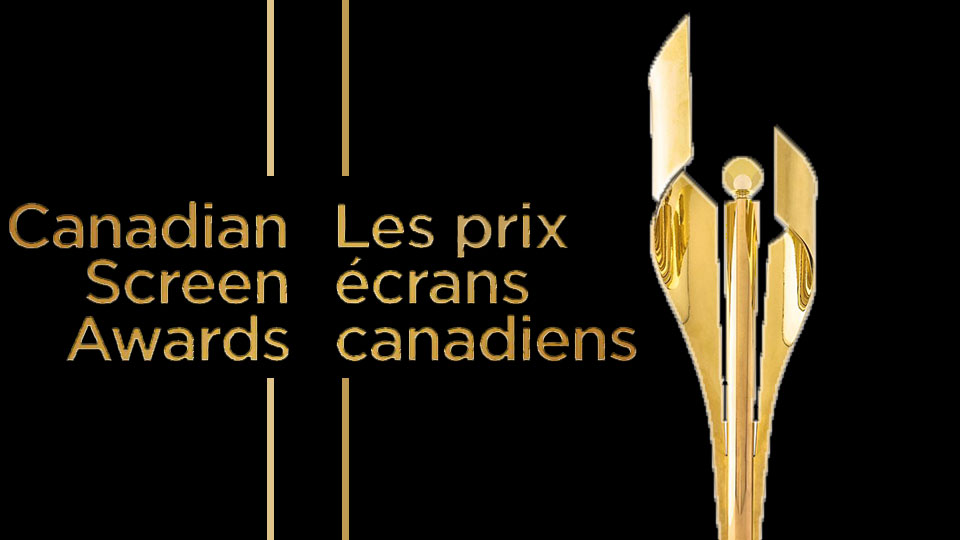 Canadian
Screen
Awards
Les prix
écrans
canadiens